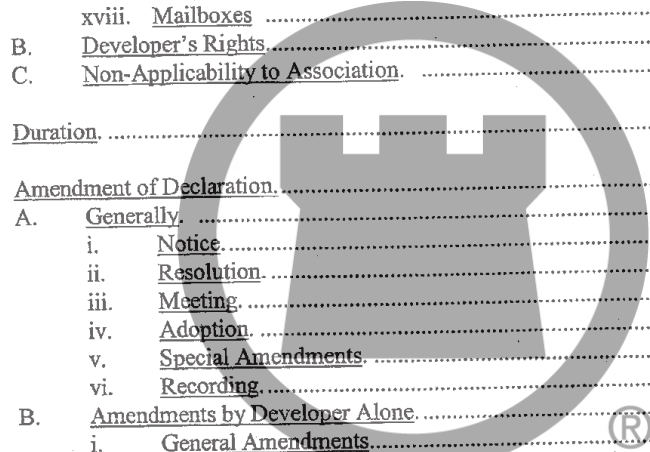 xviii. Mailboxes ........................................
B. Developer's Rights ........................................
C. Non-Applicability to Association. ........................................
Duration. ........................................
Amendment of Declaration. ........................................
A. Generally. ........................................
i. Notice. ........................................
ii. Resolution. ........................................
iii. Meeting. ........................................
iv. Adoption. ........................................
v. Special Amendments. ........................................
vi. Recording. ........................................
B. Amendments by Developer Alone. ........................................
i. General Amendments. ........................................
®